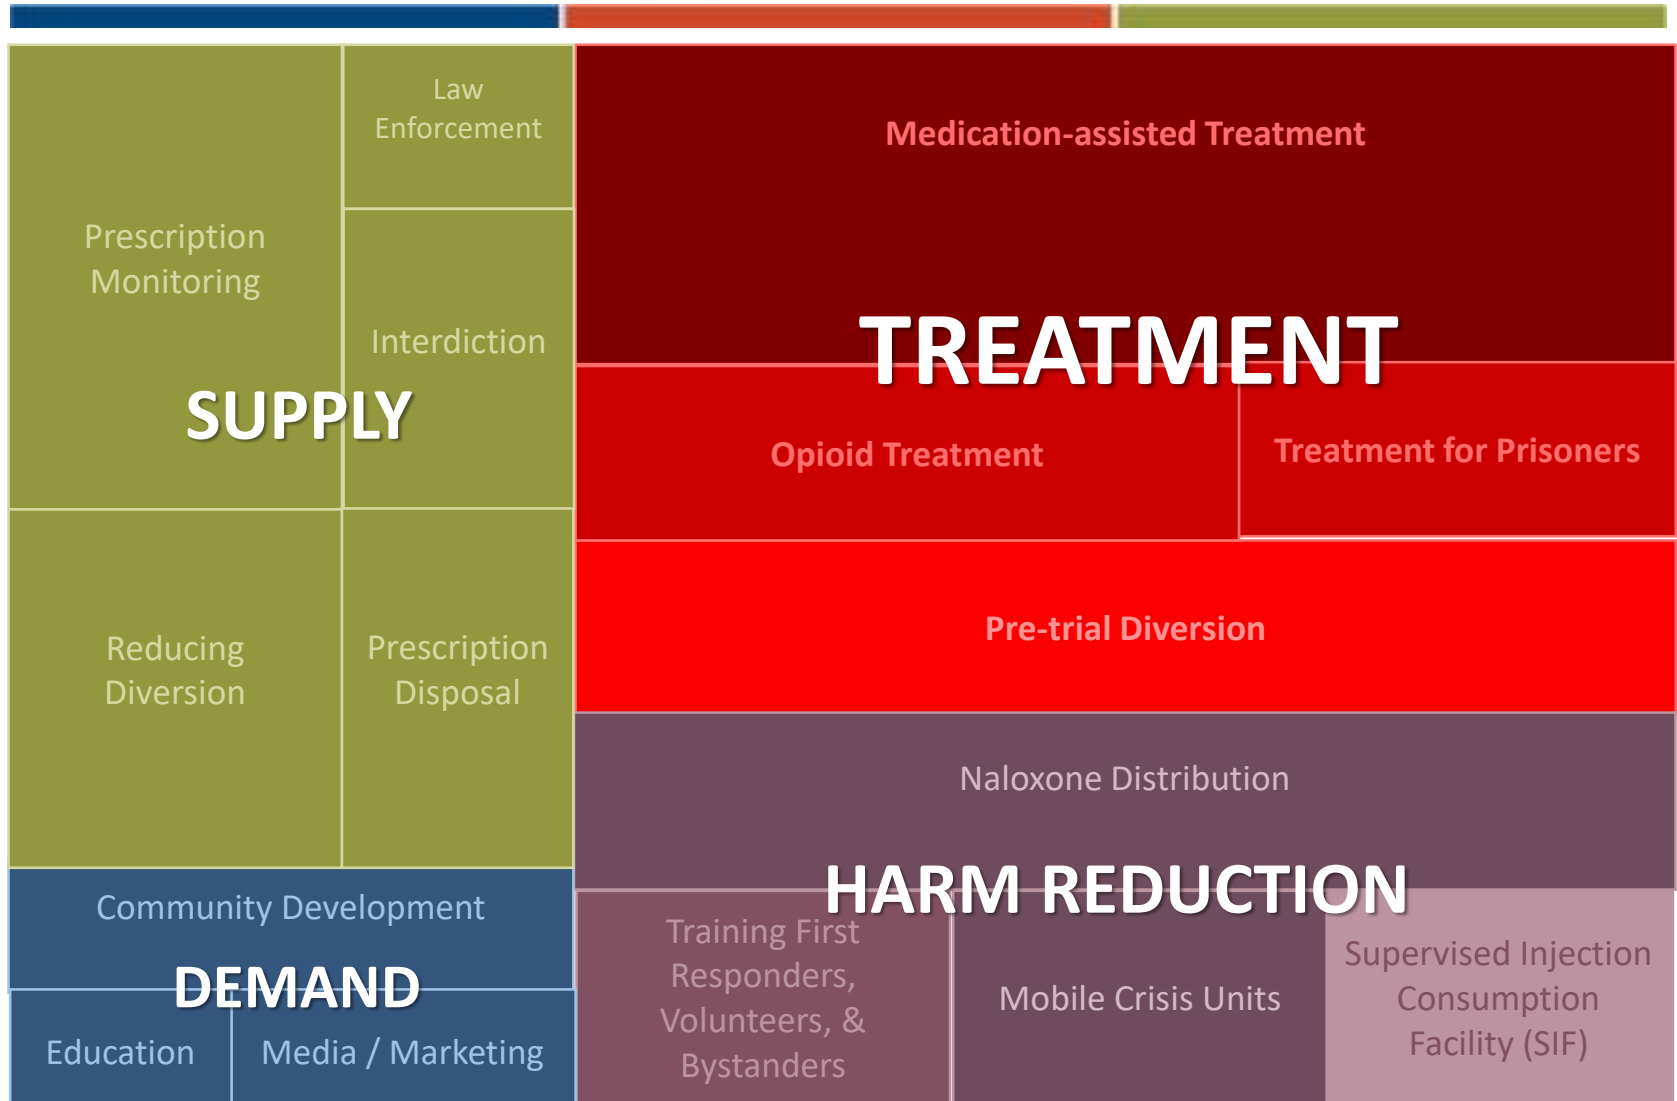 SUPPLY
Prescription
Monitoring
Law
Enforcement
Interdiction
Reducing
Diversion
Prescription
Disposal
TREATMENT
Medication-assisted Treatment
Opioid Treatment
Treatment for Prisoners
Pre-trial Diversion
DEMAND
Community Development
Education
Media / Marketing
HARM REDUCTION
Naloxone Distribution
Training First
Responders,
Volunteers, &
Bystanders
Mobile Crisis Units
Supervised Injection
Consumption
Facility (SIF)